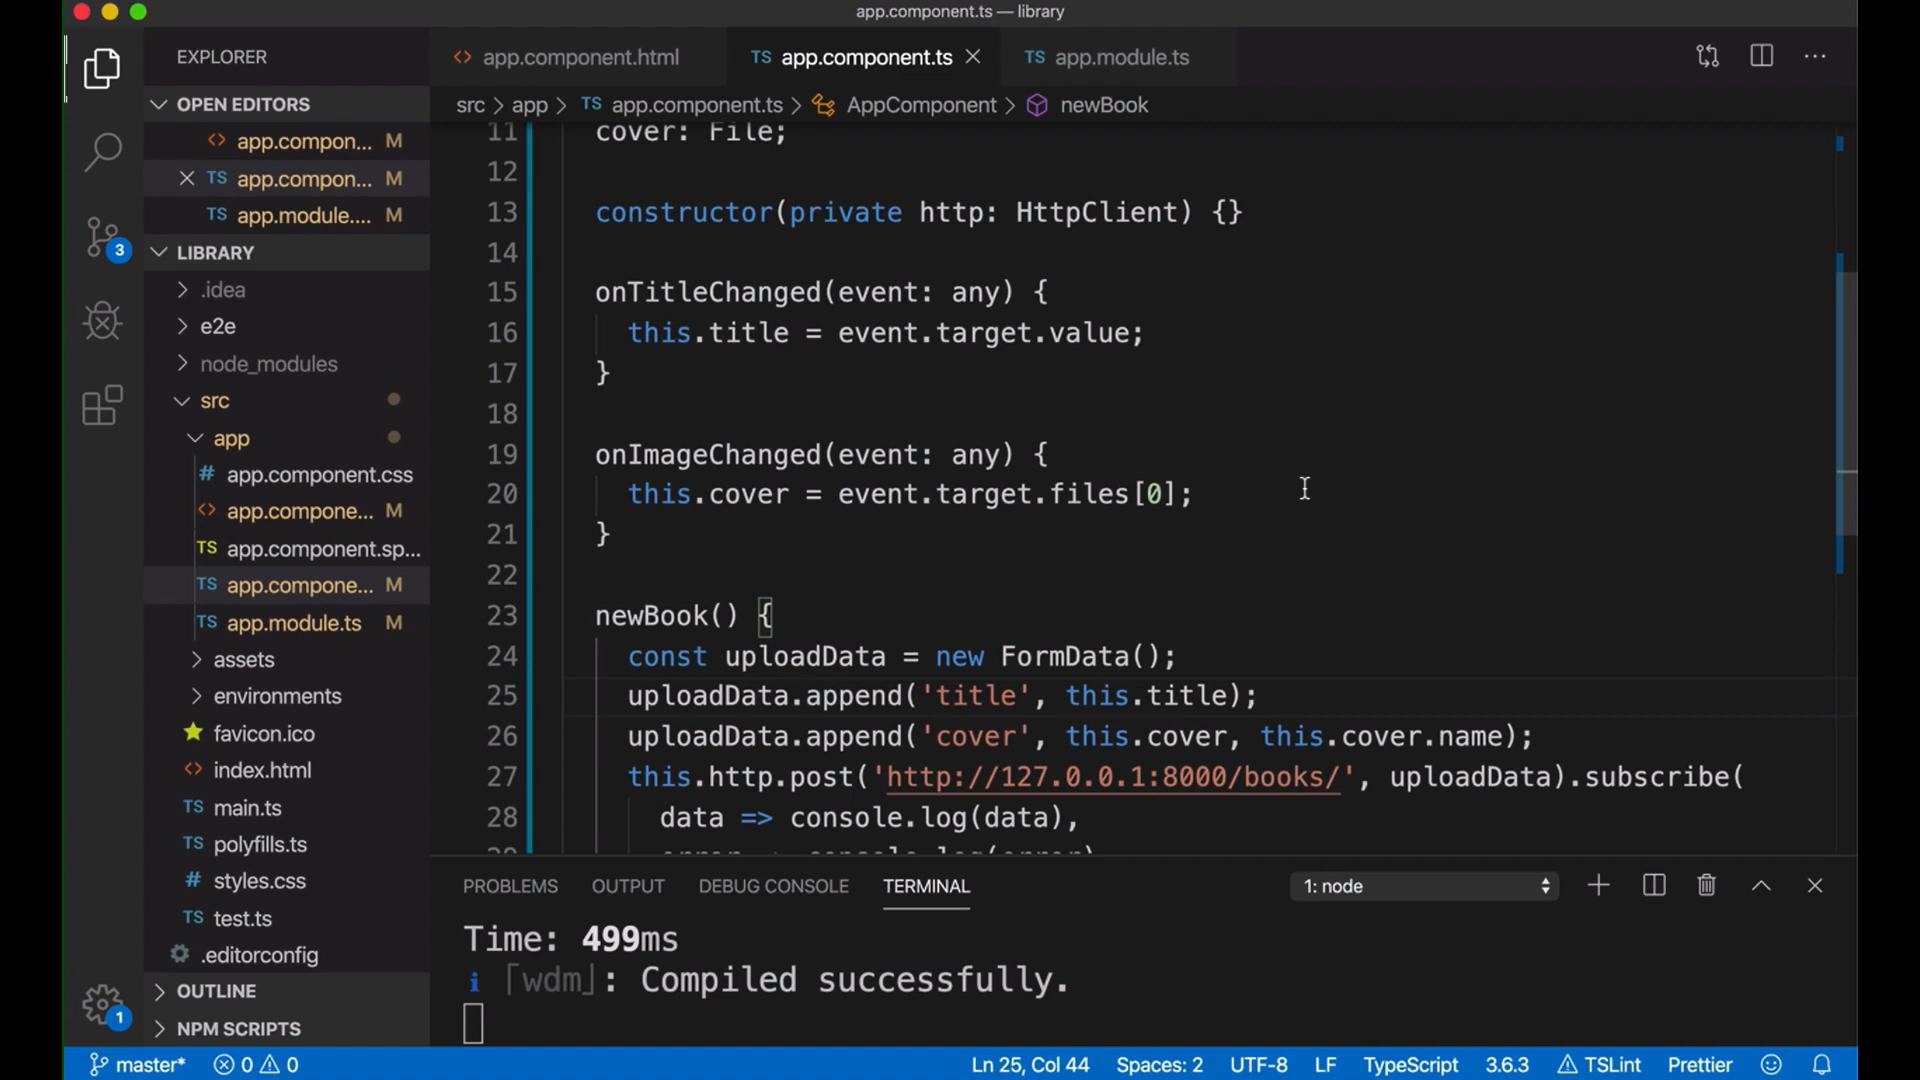 app.component.ts — library
EXPLORER
OPEN EDITORS
app.compon... M
app.compon... M
app.module.... M
LIBRARY
.idea
e2e
node_modules
src
app
app.component.css
app.compone... M
app.component.sp...
app.compone... M
app.module.ts M
assets
environments
favicon.ico
index.html
main.ts
polyfills.ts
styles.css
test.ts
.editorconfig
OUTLINE
NPM SCRIPTS
3
1
app.component.html
TS app.component.ts
TS app.module.ts
src > app > TS app.component.ts > AppComponent > newBook
11 cover: File;
12
13 constructor(private http: HttpClient) {}
14
15 onTitleChanged(event: any) {
16 this.title = event.target.value;
17 }
18
19 onImageChanged(event: any) {
20 this.cover = event.target.files[0];
21 }
22
23 newBook() {
24 const uploadData = new FormData();
25 uploadData.append('title', this.title);
26 uploadData.append('cover', this.cover, this.cover.name);
27 this.http.post('http://127.0.0.1:8000/books/', uploadData).subscribe(
28 data => console.log(data),
PROBLEMS OUTPUT DEBUG CONSOLE TERMINAL 1: node
Time: 499ms
i ｢wdm｣: Compiled successfully.
master* 0 0 Ln 25, Col 44 Spaces: 2 UTF-8 LF TypeScript 3.6.3 TSLint Prettier